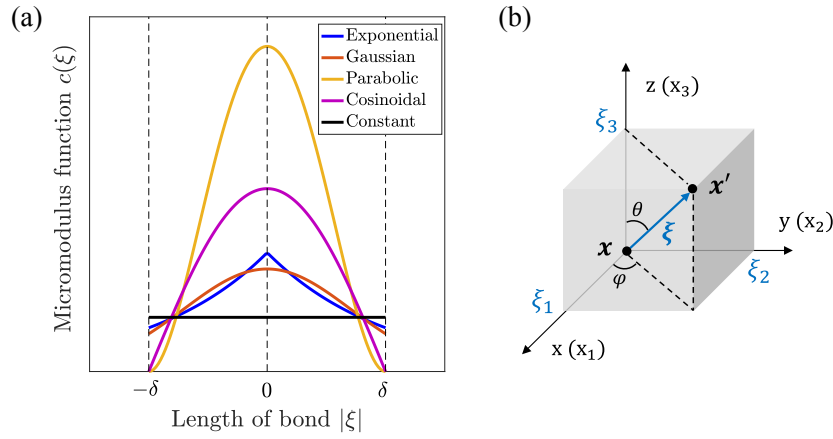 (a)
Micromodulus function c(ξ)
Exponential
Gaussian
Parabolic
Cosinoidal
Constant
−δ
0
δ
Length of bond |ξ|
(b)
z (x₃)
ξ₃
x′
θ
ξ
y (x₂)
x
φ
ξ₂
ξ₁
x (x₁)